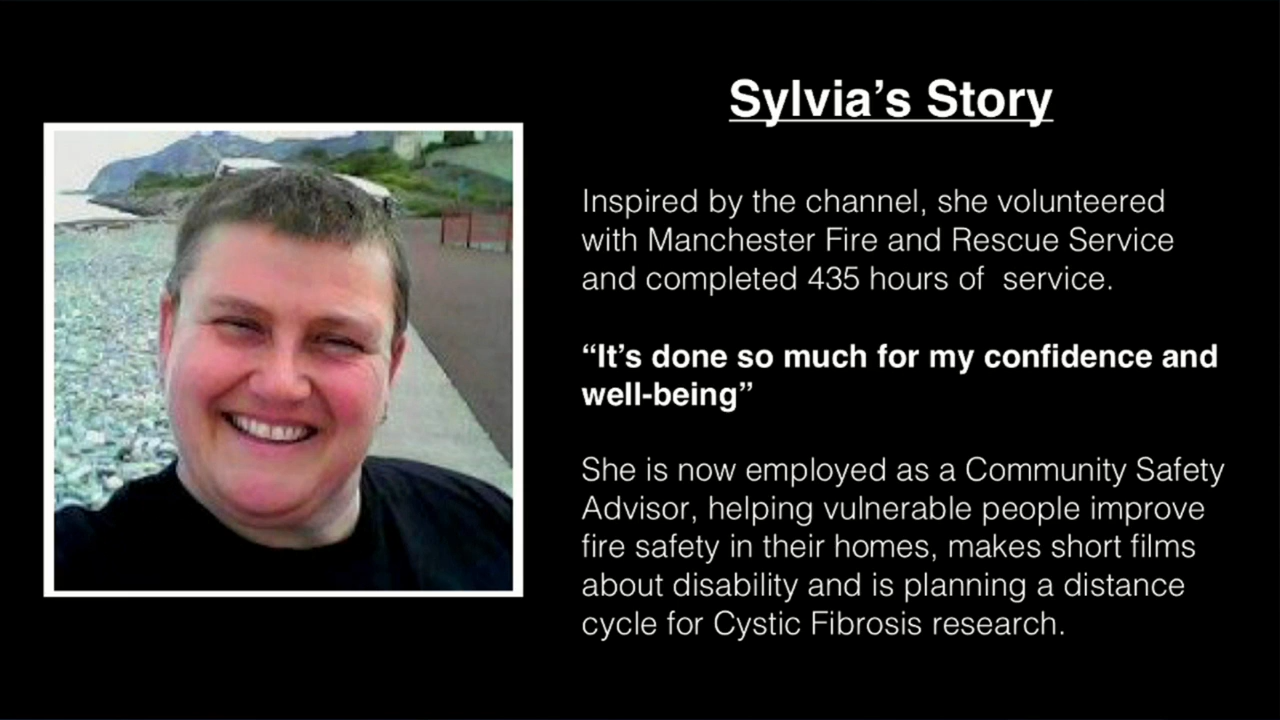 Sylvia’s Story
Inspired by the channel, she volunteered
with Manchester Fire and Rescue Service
and completed 435 hours of  service.
“It’s done so much for my confidence and
well-being”
She is now employed as a Community Safety
Advisor, helping vulnerable people improve
fire safety in their homes, makes short films
about disability and is planning a distance
cycle for Cystic Fibrosis research.